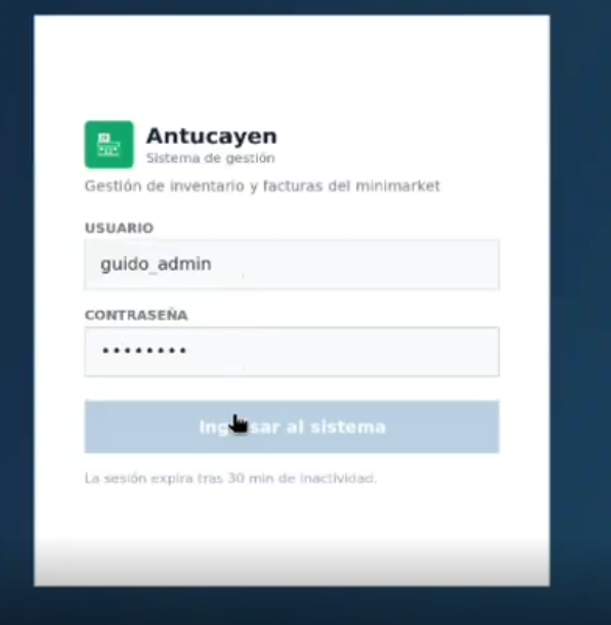 Antucayen
Sistema de gestión
Gestión de inventario y facturas del minimarket
USUARIO
guido_admin
CONTRASEÑA
••••••••
Ingresar al sistema
La sesión expira tras 30 min de inactividad.